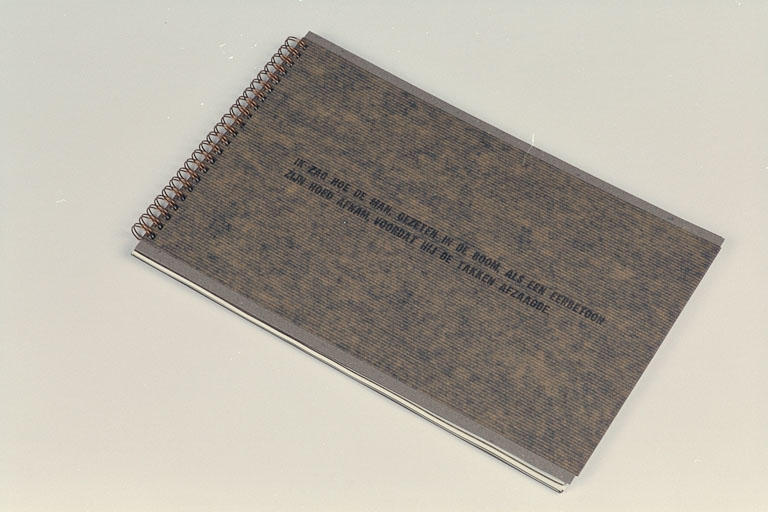 IK ZAG HOE DE MAN, GEZETEN IN DE BOOM, ALS EEN EERBETOON
ZIJN HOED AFNAM, VOORDAT HIJ DE TAKKEN AFZAAGDE